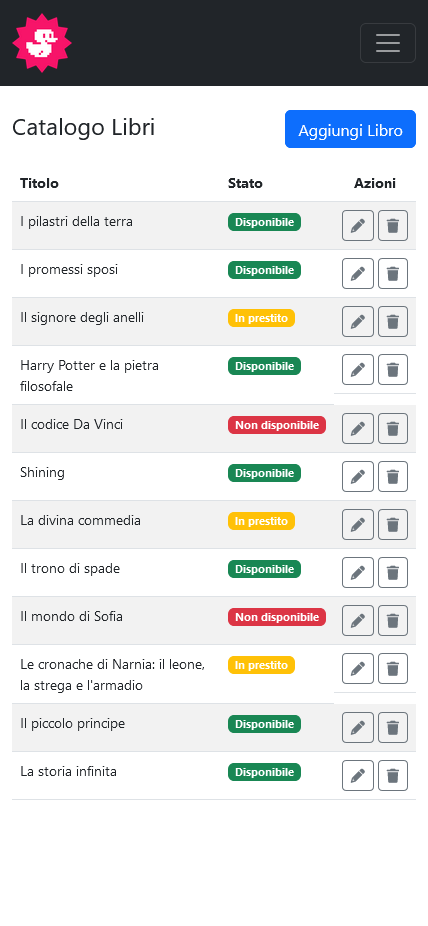 Catalogo Libri
Aggiungi Libro
Titolo Stato Azioni
I pilastri della terra Disponibile
I promessi sposi Disponibile
Il signore degli anelli In prestito
Harry Potter e la pietra Disponibile
filosofale
Il codice Da Vinci Non disponibile
Shining Disponibile
La divina commedia In prestito
Il trono di spade Disponibile
Il mondo di Sofia Non disponibile
Le cronache di Narnia: il leone, In prestito
la strega e l'armadio
Il piccolo principe Disponibile
La storia infinita Disponibile